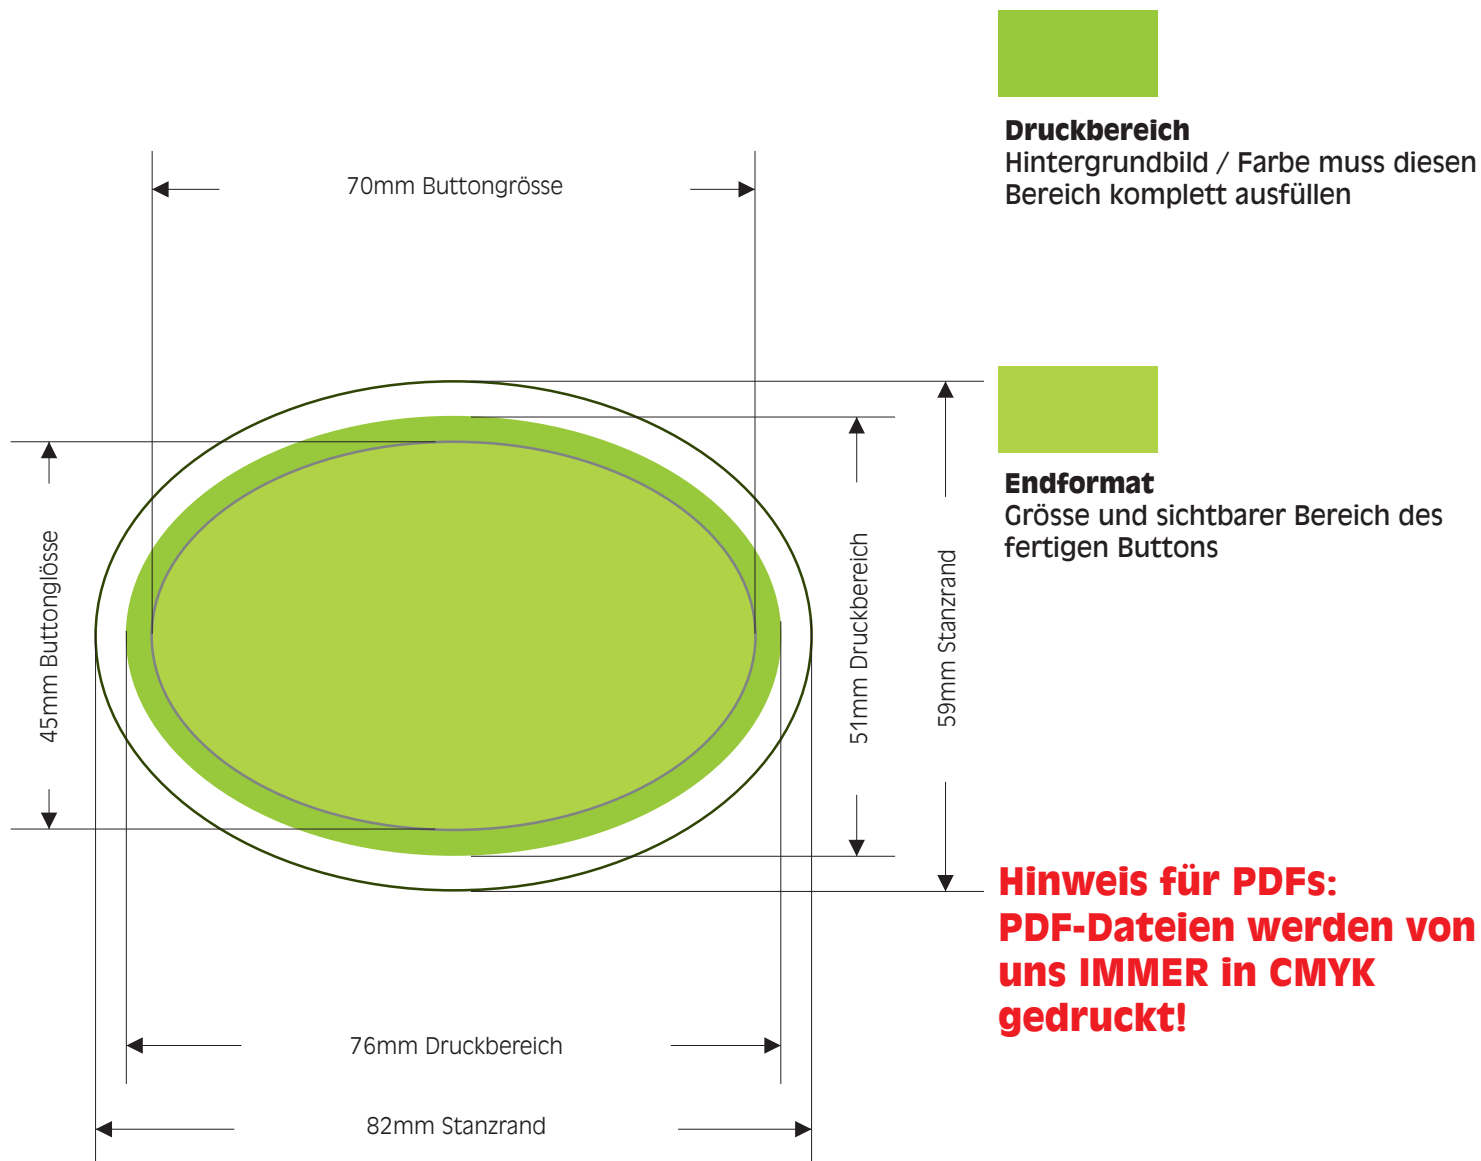 Druckbereich
Hintergrundbild / Farbe muss diesen
Bereich komplett ausfüllen
70mm Buttongrösse
Endformat
Grösse und sichtbarer Bereich des
fertigen Buttons
45mm Buttonglösse
51mm Druckbereich
59mm Stanzrand
Hinweis für PDFs:
PDF-Dateien werden von
uns IMMER in CMYK
gedruckt!
76mm Druckbereich
82mm Stanzrand